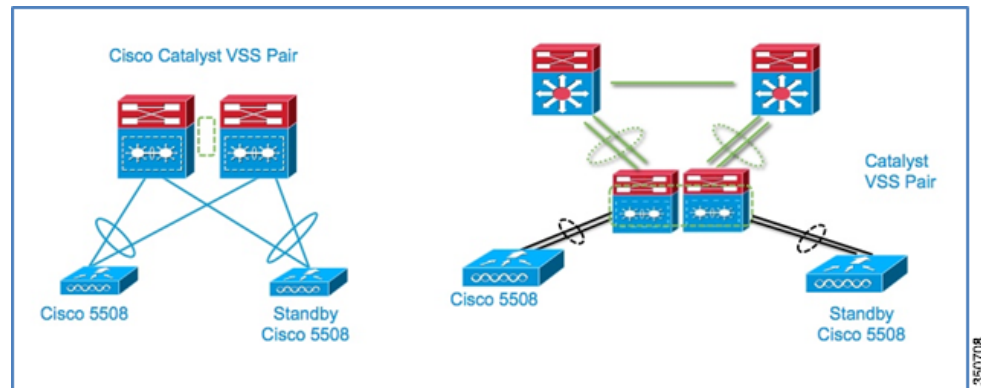 Cisco Catalyst VSS Pair
Cisco 5508
Standby
Cisco 5508
Catalyst
VSS Pair
Cisco 5508
Standby
Cisco 5508
350708